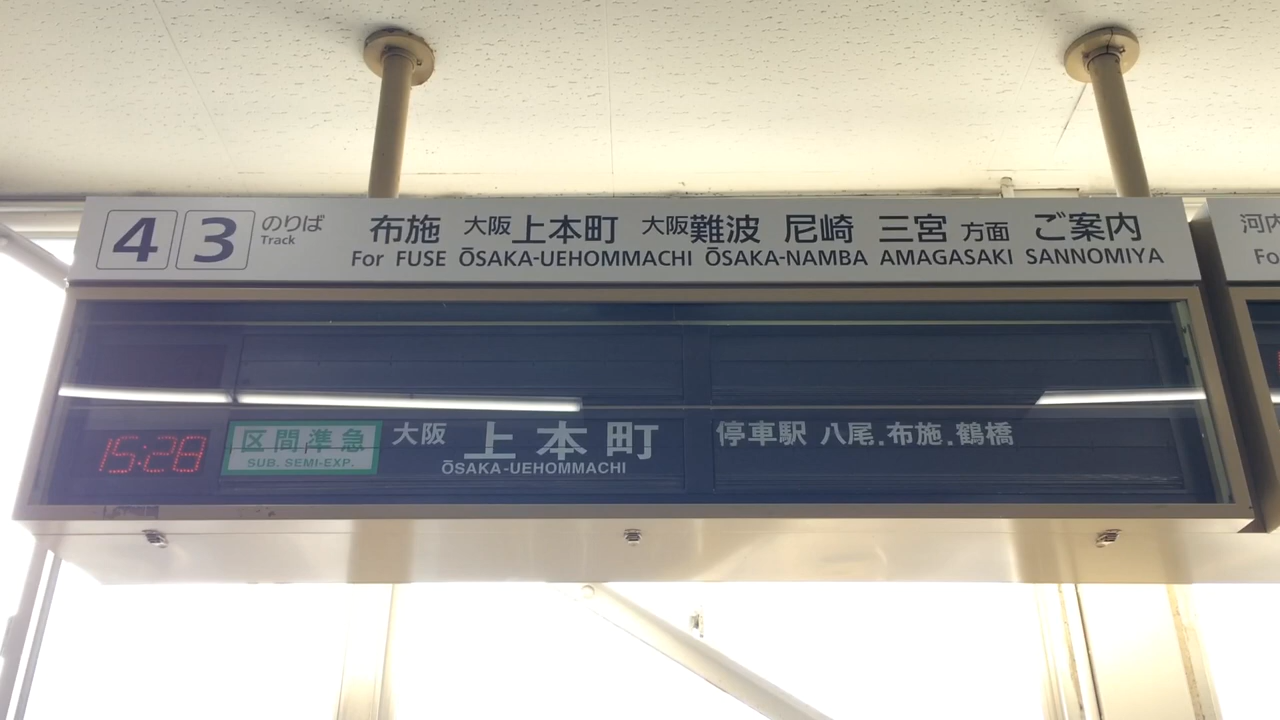 4 3 のりば 布施 大阪上本町 大阪難波 尼崎 三宮 方面 ご案内
Track For FUSE ŌSAKA-UEHOMMACHI ŌSAKA-NAMBA AMAGASAKI SANNOMIYA
15:28 区間準急 大阪 上本町 停車駅 八尾.布施.鶴橋
SUB. SEMI-EXP. ŌSAKA-UEHOMMACHI
河内
Fo